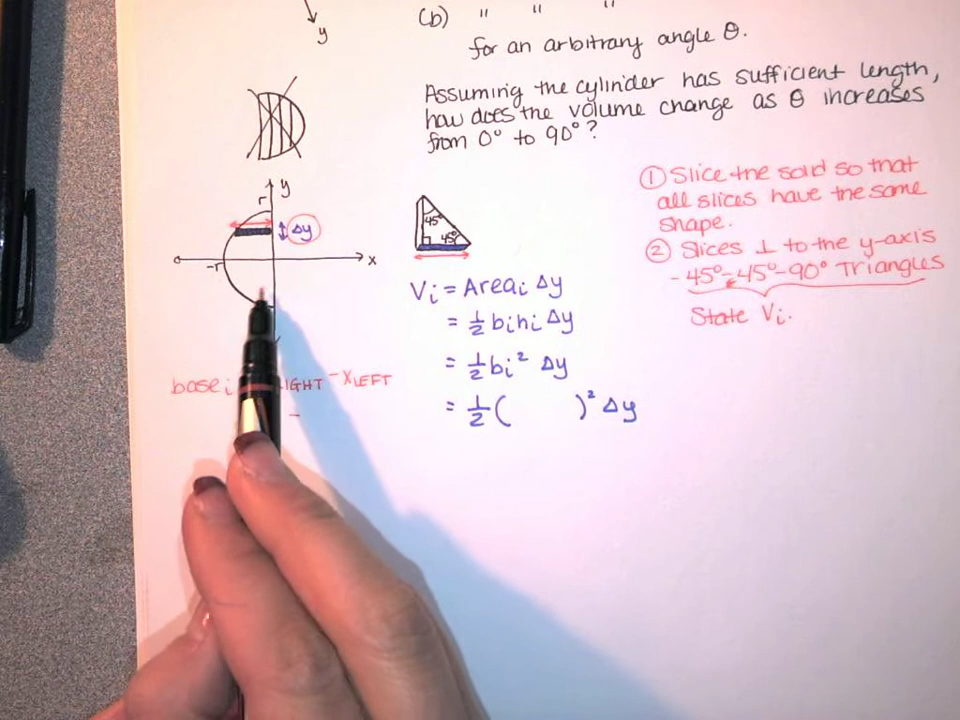 y
(b) " " "
for an arbitrary angle θ.
Assuming the cylinder has sufficient length,
how does the volume change as θ increases
from 0° to 90°?
① Slice the solid so that
all slices have the same
shape.
② Slices ⊥ to the y-axis
- 45°-45°-90° Triangles
State Vi.
y
r
Δy
-r
x
45°
45°
Vi = Areai Δy
= 1/2 bihi Δy
= 1/2 bi² Δy
= 1/2 ( )² Δy
basei IGHT - XLEFT
-